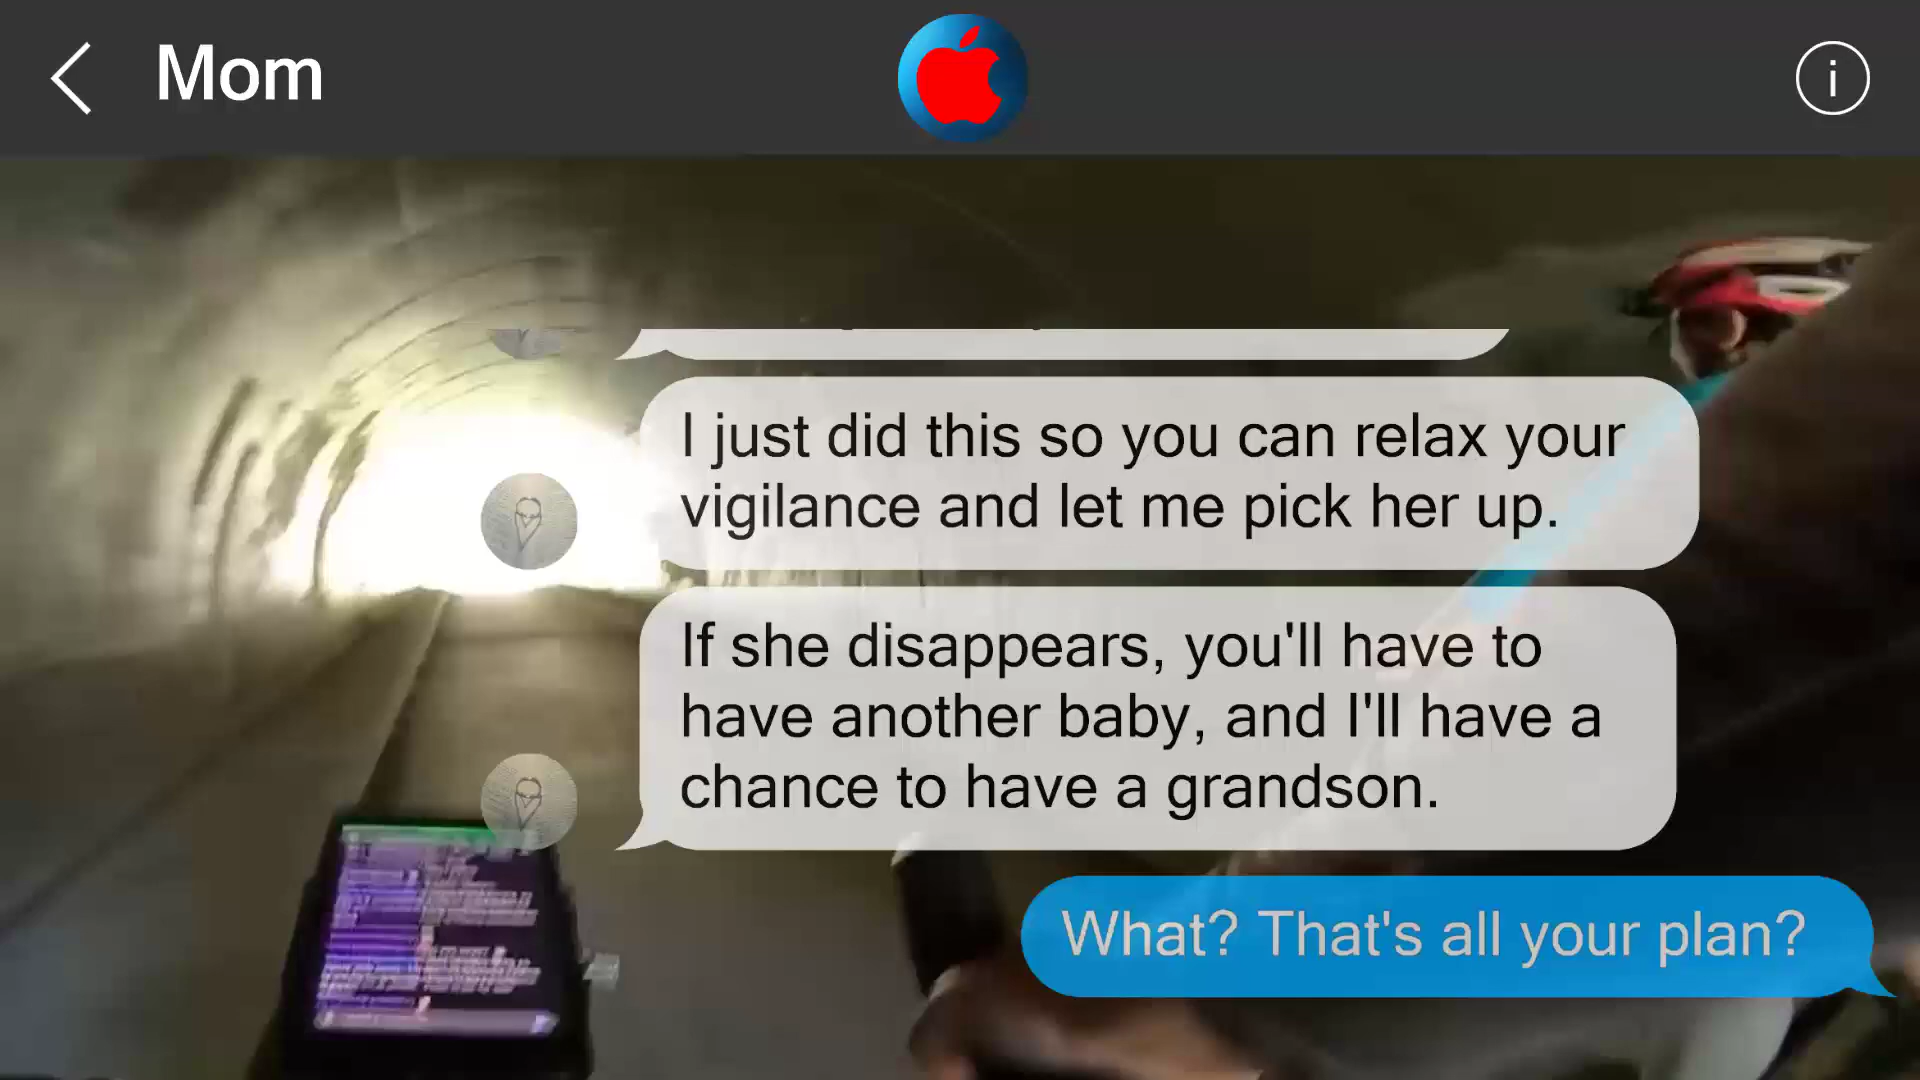 Mom
i
I just did this so you can relax your
vigilance and let me pick her up.
If she disappears, you'll have to
have another baby, and I'll have a
chance to have a grandson.
What? That's all your plan?